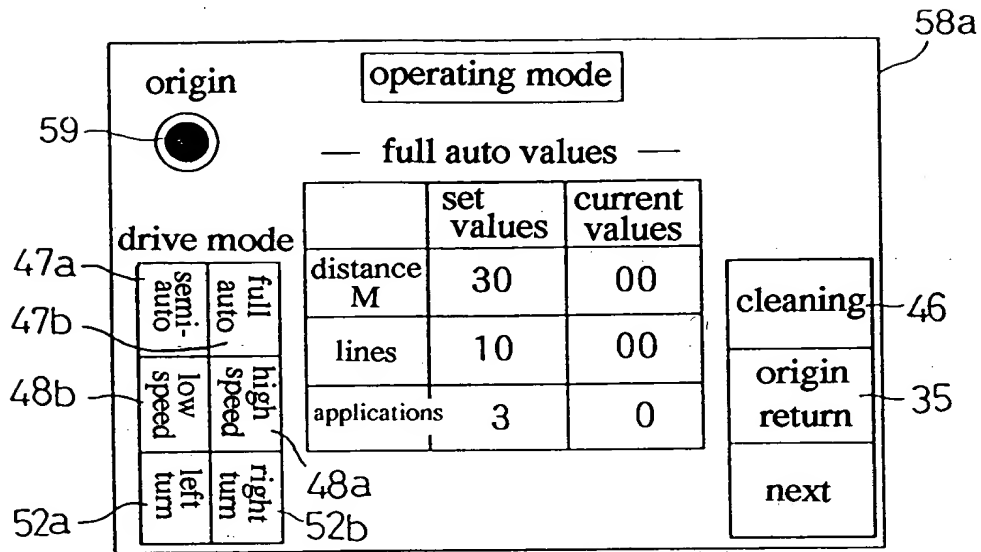 58a
origin
operating mode
59
— full auto values —
set
values
current
values
drive mode
47a
semi-
auto
full
auto
47b
distance
M
30
00
cleaning
46
lines
10
00
48b
low
speed
high
speed
origin
return
35
applications
3
0
48a
left
turn
right
turn
next
52a
52b